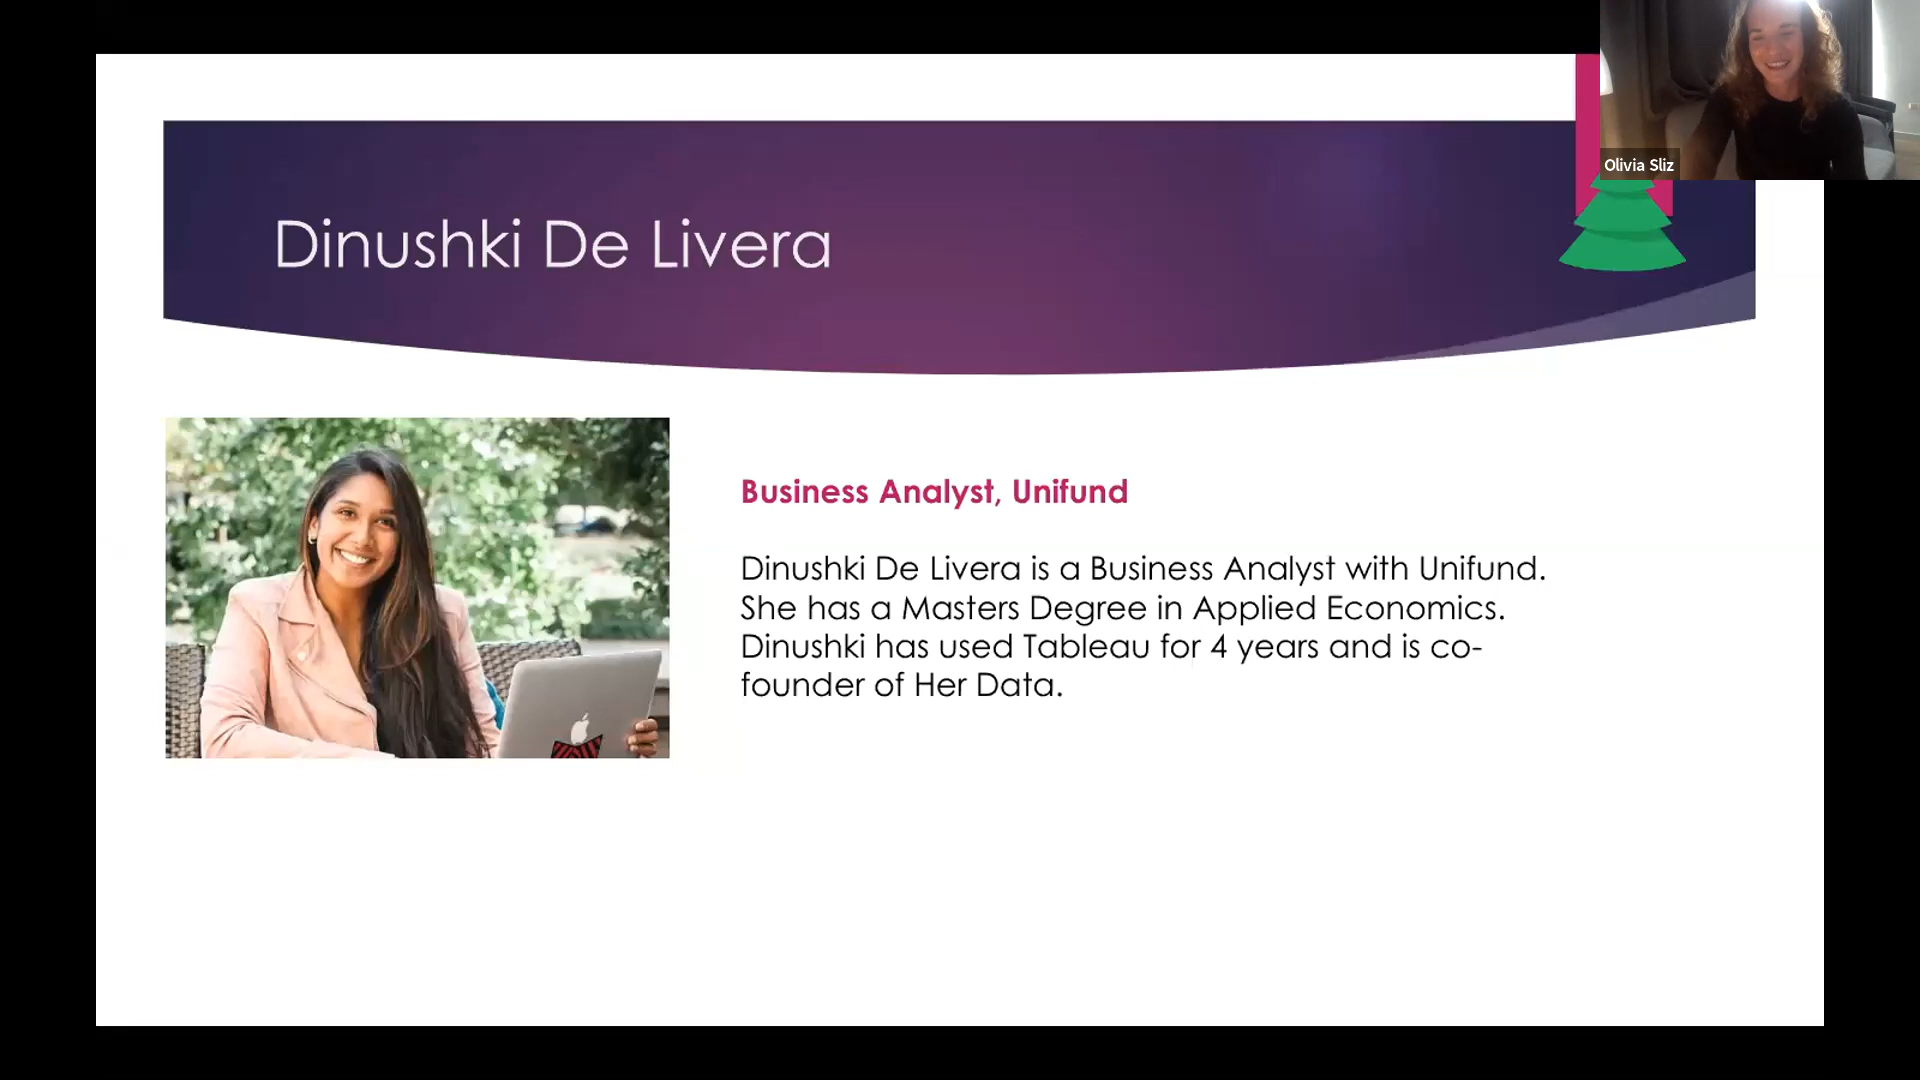 Olivia Sliz
Dinushki De Livera
Business Analyst, Unifund
Dinushki De Livera is a Business Analyst with Unifund.
She has a Masters Degree in Applied Economics.
Dinushki has used Tableau for 4 years and is co-
founder of Her Data.